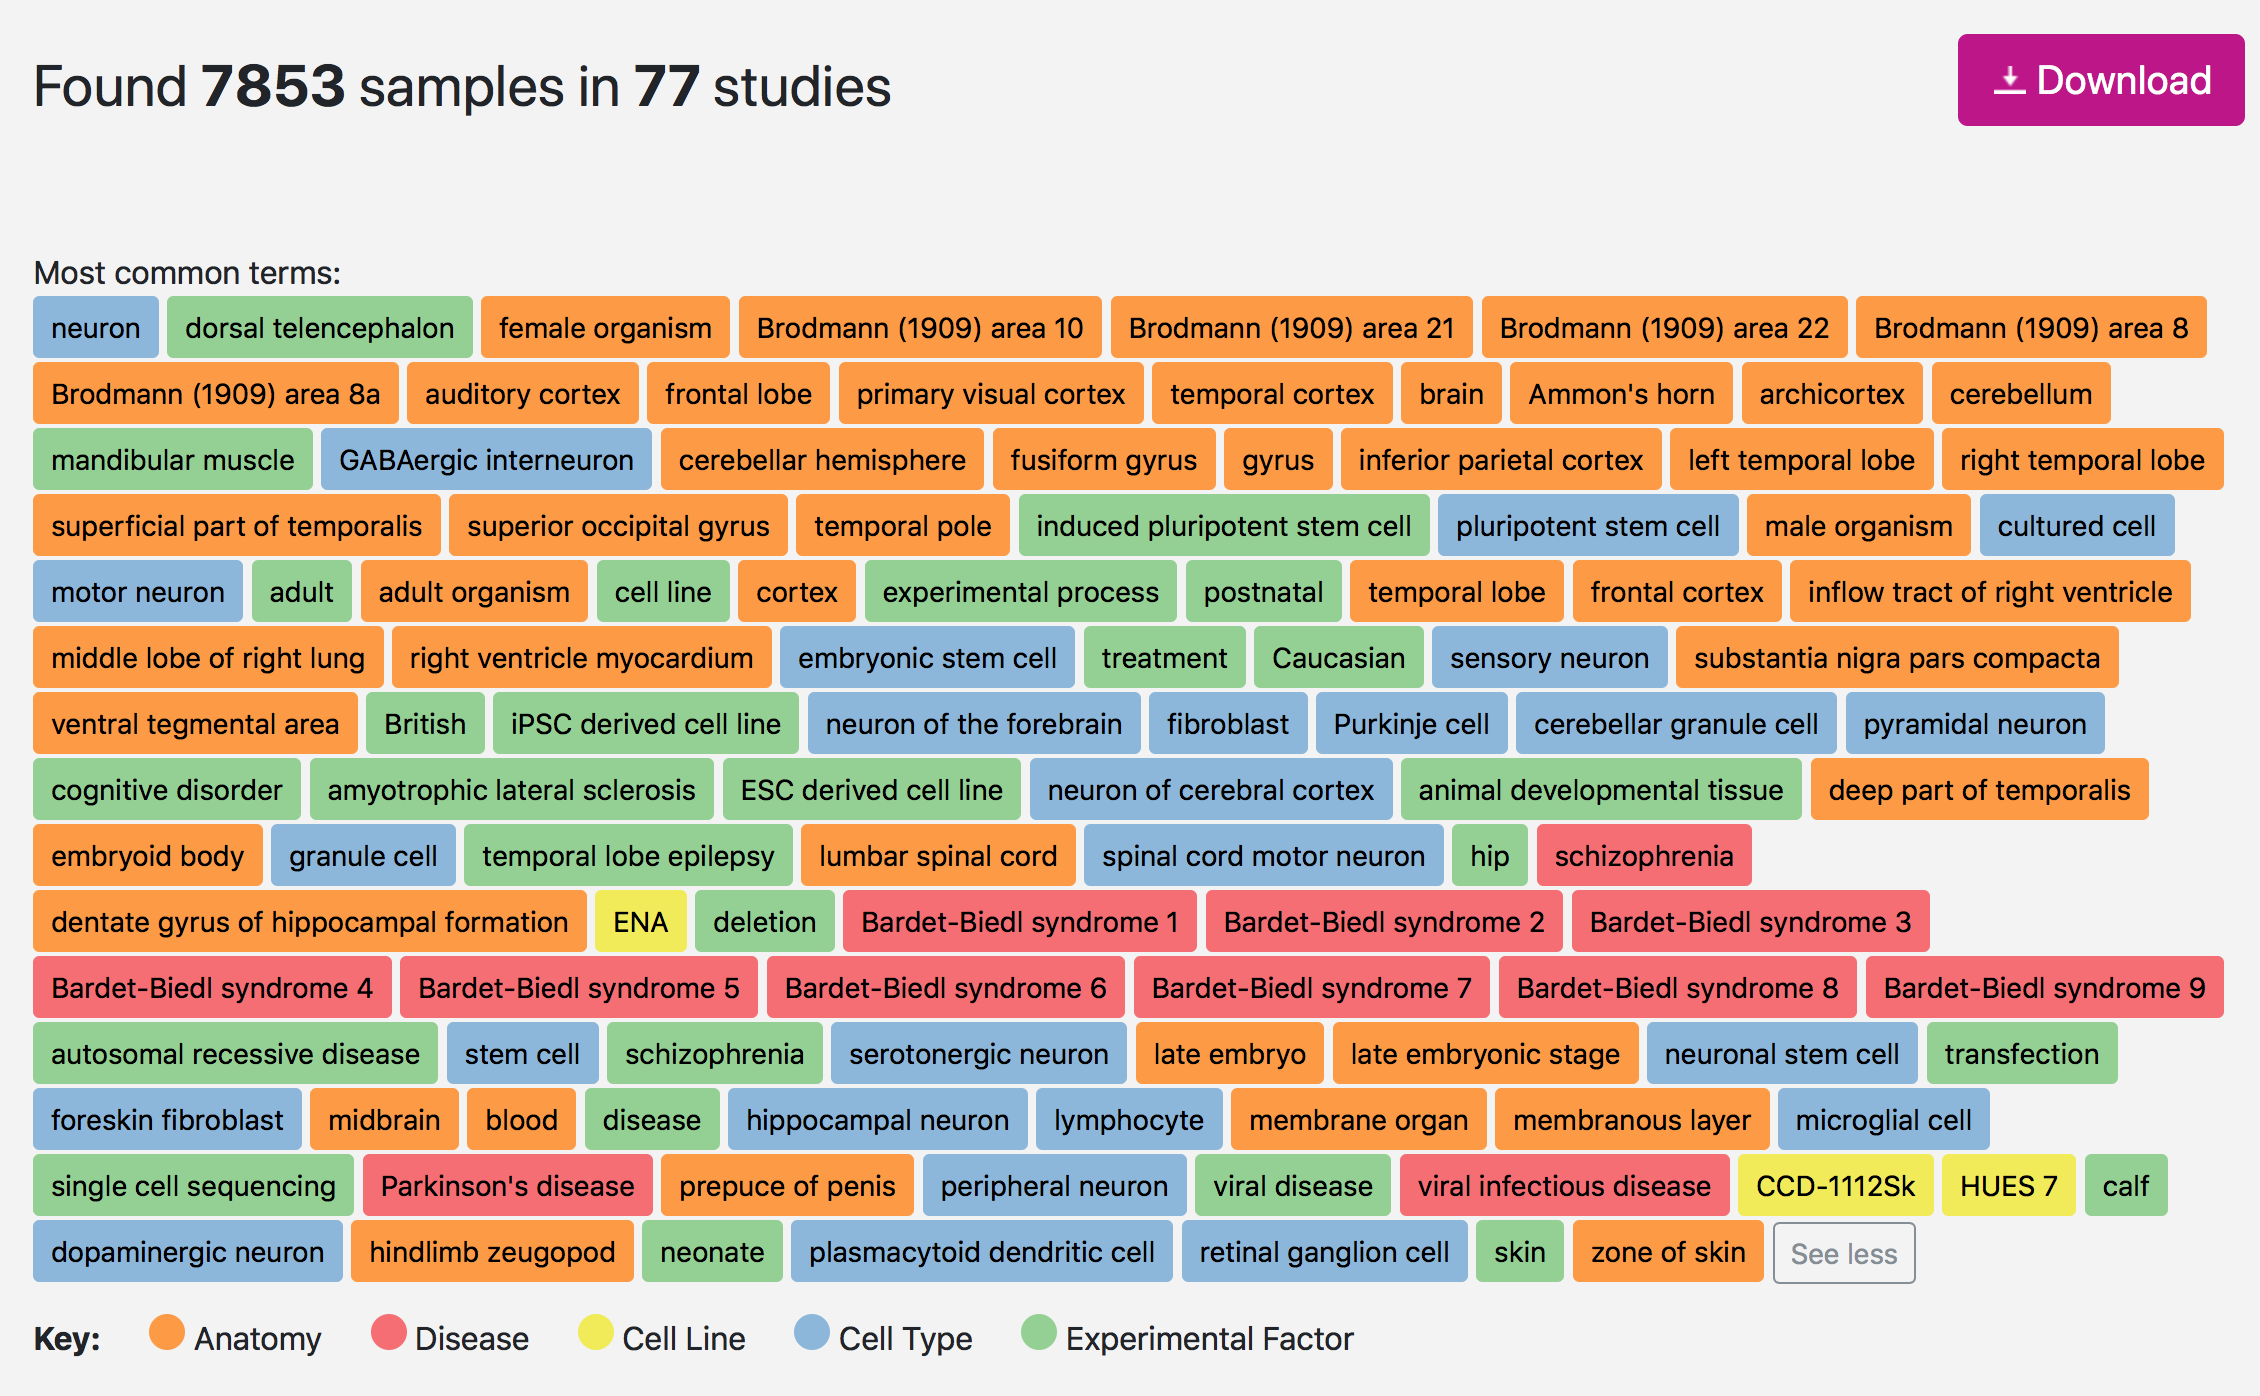 Found 7853 samples in 77 studies
Download
Most common terms:
neuron dorsal telencephalon female organism Brodmann (1909) area 10 Brodmann (1909) area 21 Brodmann (1909) area 22 Brodmann (1909) area 8
Brodmann (1909) area 8a auditory cortex frontal lobe primary visual cortex temporal cortex brain Ammon's horn archicortex cerebellum
mandibular muscle GABAergic interneuron cerebellar hemisphere fusiform gyrus gyrus inferior parietal cortex left temporal lobe right temporal lobe
superficial part of temporalis superior occipital gyrus temporal pole induced pluripotent stem cell pluripotent stem cell male organism cultured cell
motor neuron adult adult organism cell line cortex experimental process postnatal temporal lobe frontal cortex inflow tract of right ventricle
middle lobe of right lung right ventricle myocardium embryonic stem cell treatment Caucasian sensory neuron substantia nigra pars compacta
ventral tegmental area British iPSC derived cell line neuron of the forebrain fibroblast Purkinje cell cerebellar granule cell pyramidal neuron
cognitive disorder amyotrophic lateral sclerosis ESC derived cell line neuron of cerebral cortex animal developmental tissue deep part of temporalis
embryoid body granule cell temporal lobe epilepsy lumbar spinal cord spinal cord motor neuron hip schizophrenia
dentate gyrus of hippocampal formation ENA deletion Bardet-Biedl syndrome 1 Bardet-Biedl syndrome 2 Bardet-Biedl syndrome 3
Bardet-Biedl syndrome 4 Bardet-Biedl syndrome 5 Bardet-Biedl syndrome 6 Bardet-Biedl syndrome 7 Bardet-Biedl syndrome 8 Bardet-Biedl syndrome 9
autosomal recessive disease stem cell schizophrenia serotonergic neuron late embryo late embryonic stage neuronal stem cell transfection
foreskin fibroblast midbrain blood disease hippocampal neuron lymphocyte membrane organ membranous layer microglial cell
single cell sequencing Parkinson's disease prepuce of penis peripheral neuron viral disease viral infectious disease CCD-1112Sk HUES 7 calf
dopaminergic neuron hindlimb zeugopod neonate plasmacytoid dendritic cell retinal ganglion cell skin zone of skin See less
Key: Anatomy Disease Cell Line Cell Type Experimental Factor